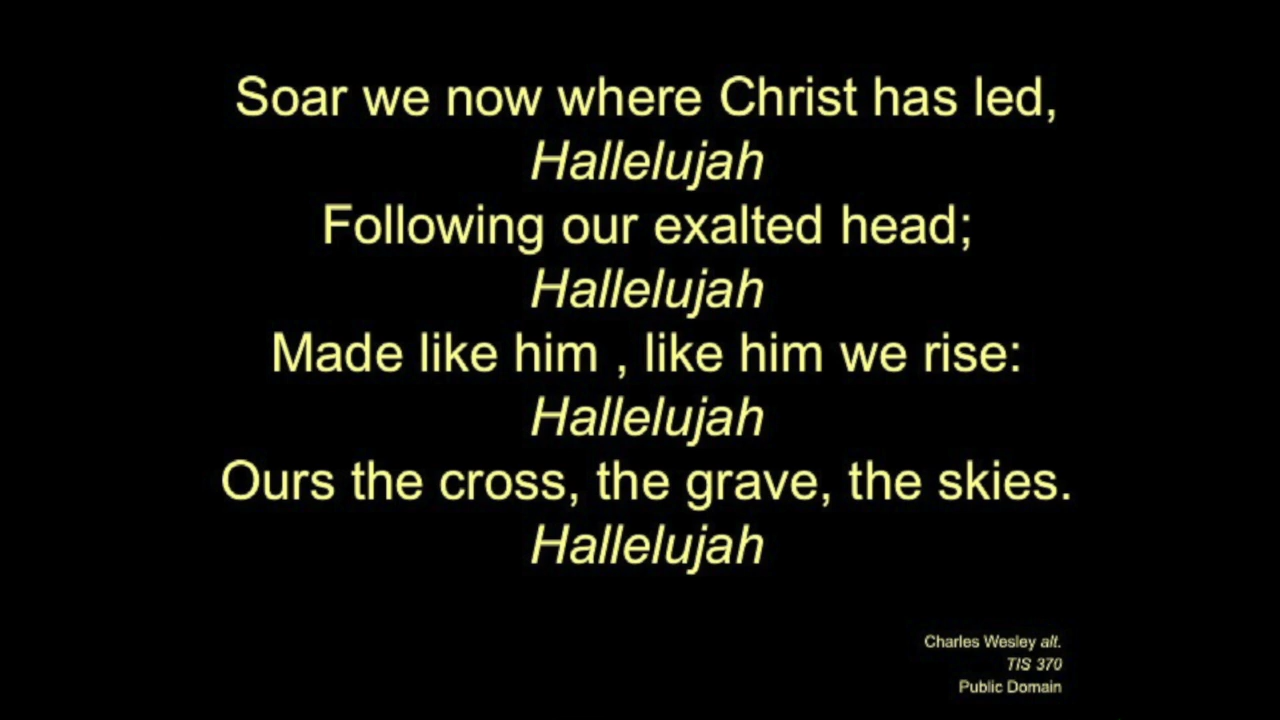 Soar we now where Christ has led,
Hallelujah
Following our exalted head;
Hallelujah
Made like him , like him we rise:
Hallelujah
Ours the cross, the grave, the skies.
Hallelujah
Charles Wesley alt.
TIS 370
Public Domain